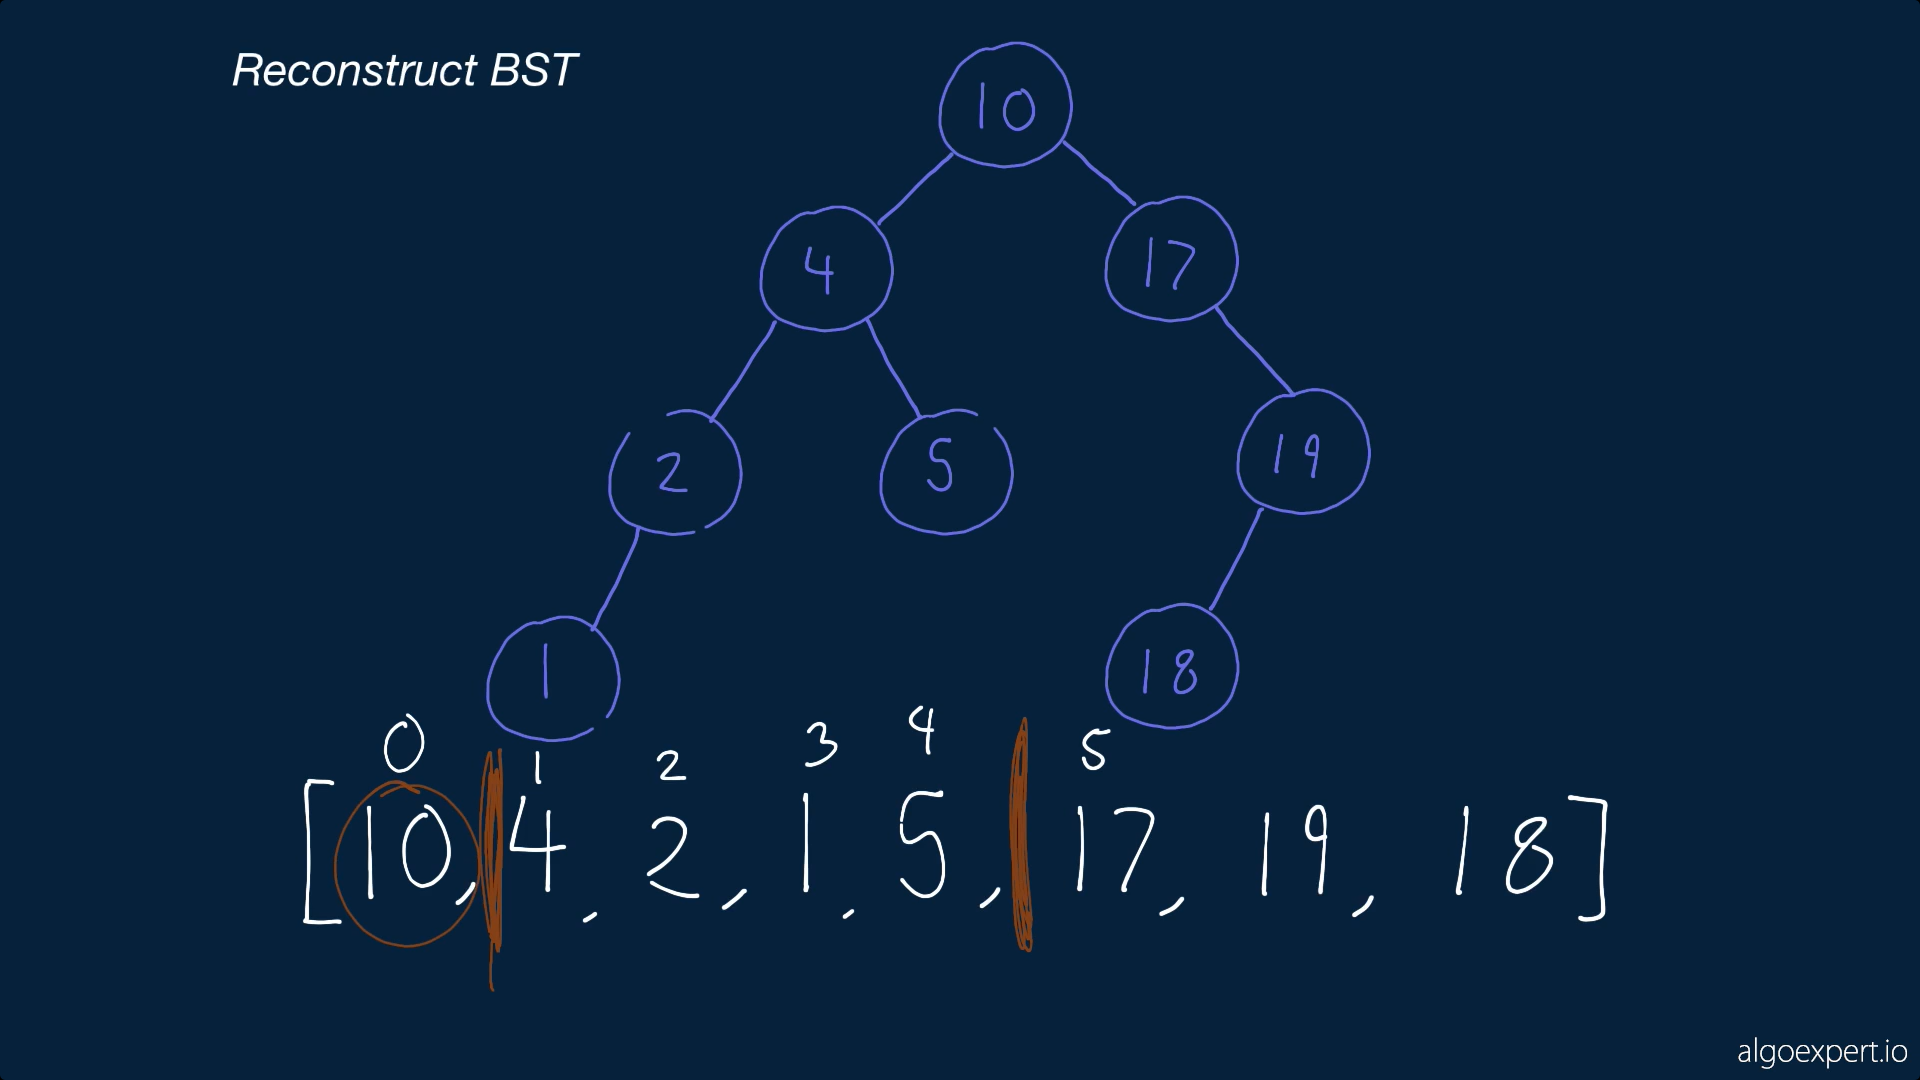 Reconstruct BST
10
4 17
2 5 19
1 18
0 1 2 3 4 5
[10, 4, 2, 1, 5, 17, 19, 18]
algoexpert.io